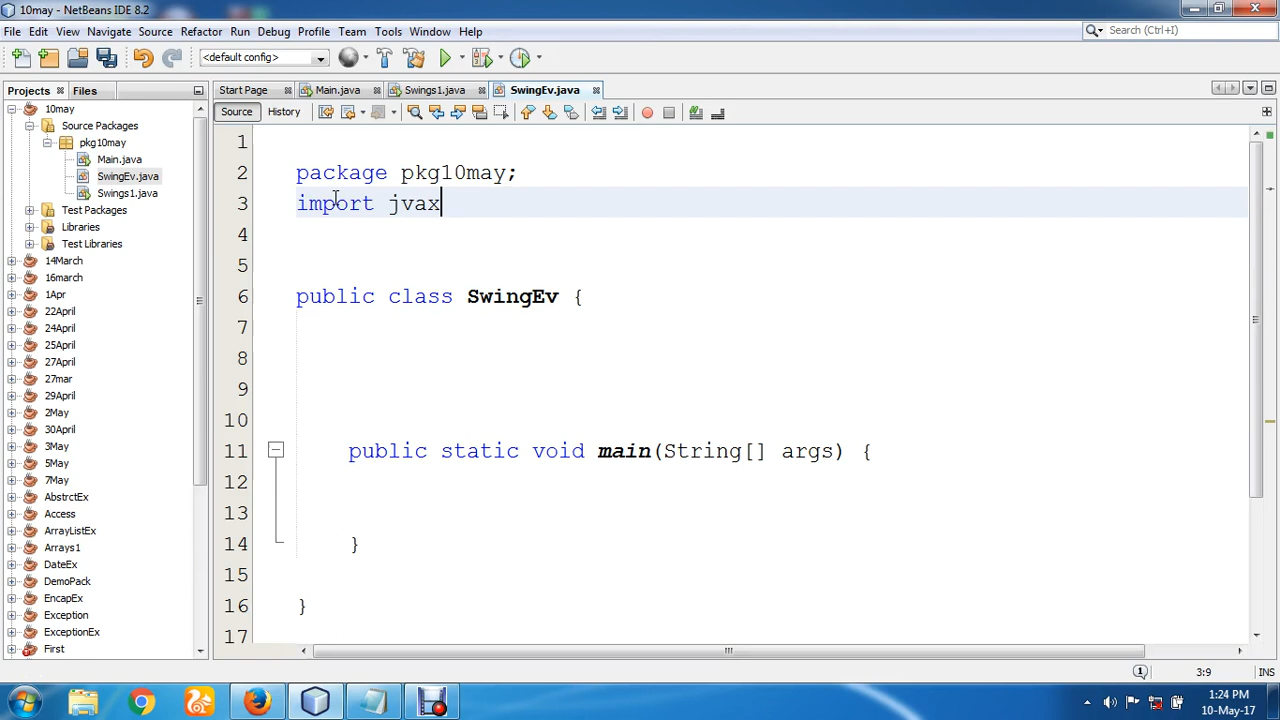 10may - NetBeans IDE 8.2
File Edit View Navigate Source Refactor Run Debug Profile Team Tools Window Help
Search (Ctrl+I)
<default config>
Projects Files
Start Page Main.java Swings1.java SwingEv.java
Source History
10may
Source Packages
pkg10may
Main.java
SwingEv.java
Swings1.java
Test Packages
Libraries
Test Libraries
14March
16march
1Apr
22April
24April
25April
27April
27mar
29April
2May
30April
3May
5May
7May
AbstrctEx
Access
ArrayListEx
Arrays1
DateEx
DemoPack
EncapEx
Exception
ExceptionEx
First
1
2 package pkg10may;
3 import jvax
4
5
6 public class SwingEv {
7
8
9
10
11 public static void main(String[] args) {
12
13
14 }
15
16 }
17
1 3:9 INS
1:24 PM
10-May-17